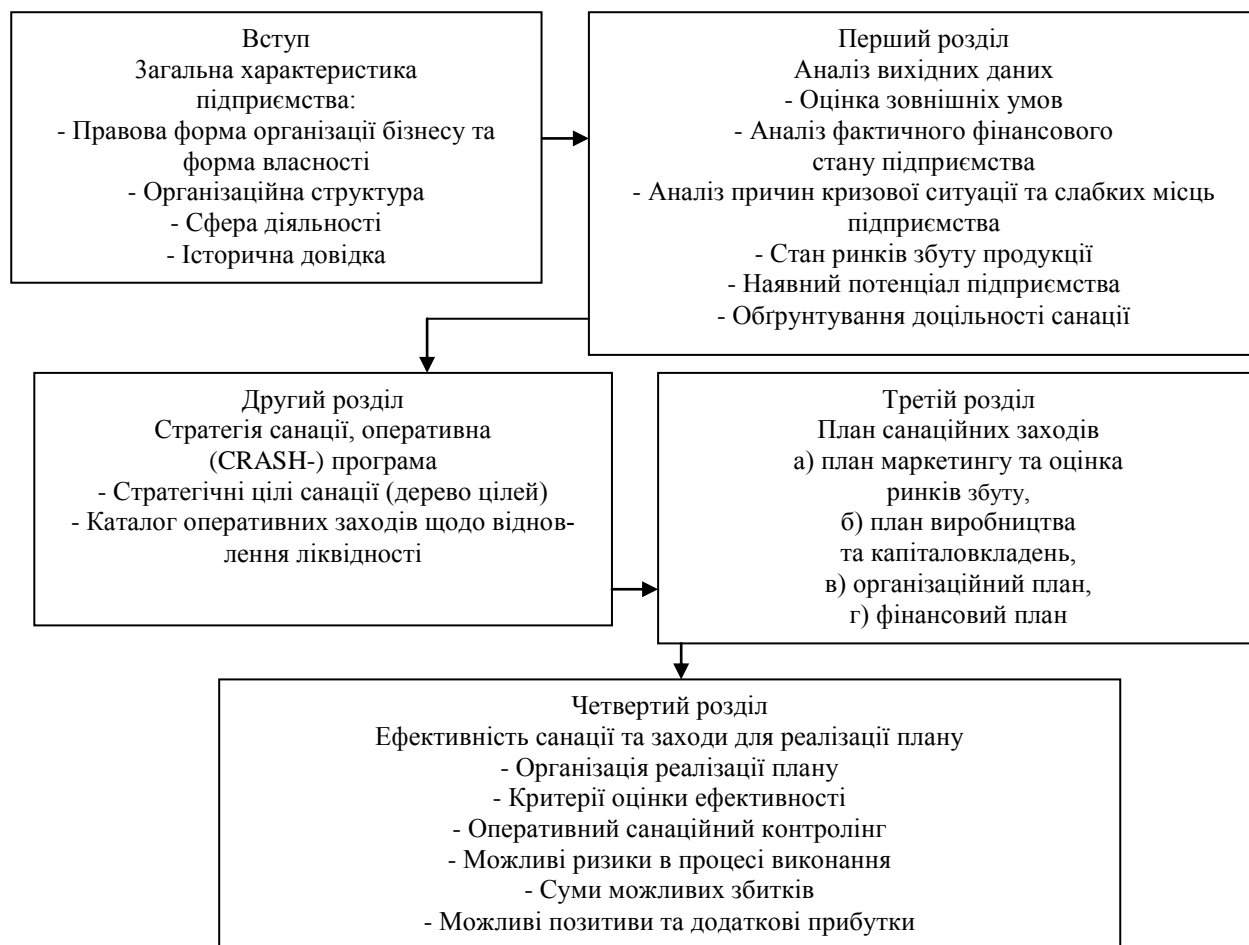 Вступ
Загальна характеристика
підприємства:
- Правова форма організації бізнесу та
форма власності
- Організаційна структура
- Сфера діяльності
- Історична довідка
Перший розділ
Аналіз вихідних даних
- Оцінка зовнішніх умов
- Аналіз фактичного фінансового
стану підприємства
- Аналіз причин кризової ситуації та слабких місць
підприємства
- Стан ринків збуту продукції
- Наявний потенціал підприємства
- Обґрунтування доцільності санації
Другий розділ
Стратегія санації, оперативна
(CRASH-) програма
- Стратегічні цілі санації (дерево цілей)
- Каталог оперативних заходів щодо віднов-
лення ліквідності
Третій розділ
План санаційних заходів
а) план маркетингу та оцінка
ринків збуту,
б) план виробництва
та капіталовкладень,
в) організаційний план,
г) фінансовий план
Четвертий розділ
Ефективність санації та заходи для реалізації плану
- Організація реалізації плану
- Критерії оцінки ефективності
- Оперативний санаційний контролінг
- Можливі ризики в процесі виконання
- Суми можливих збитків
- Можливі позитиви та додаткові прибутки